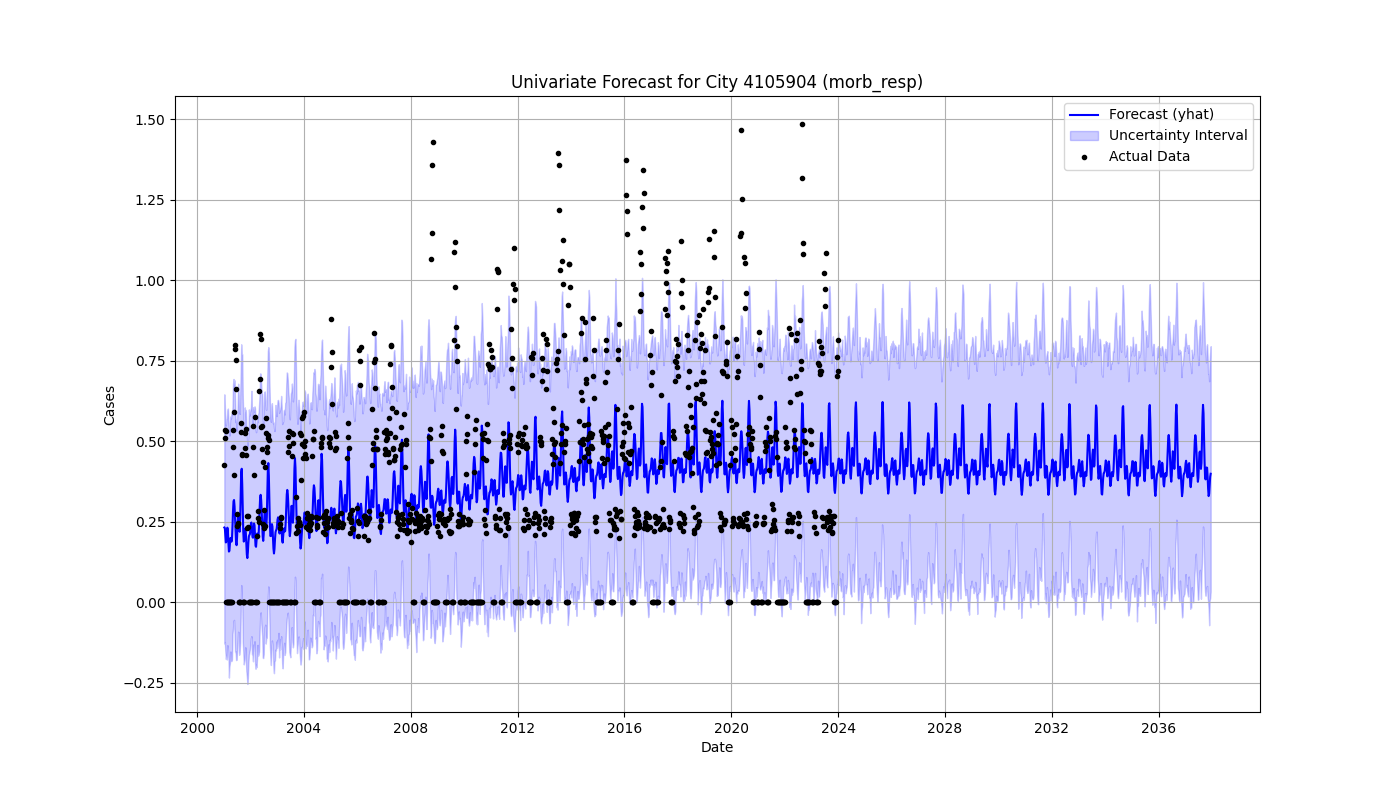 Univariate Forecast for City 4105904 (morb_resp)
Forecast (yhat)
Uncertainty Interval
Actual Data
1.50
1.25
1.00
0.75
0.50
0.25
0.00
−0.25
Cases
2000 2004 2008 2012 2016 2020 2024 2028 2032 2036
Date